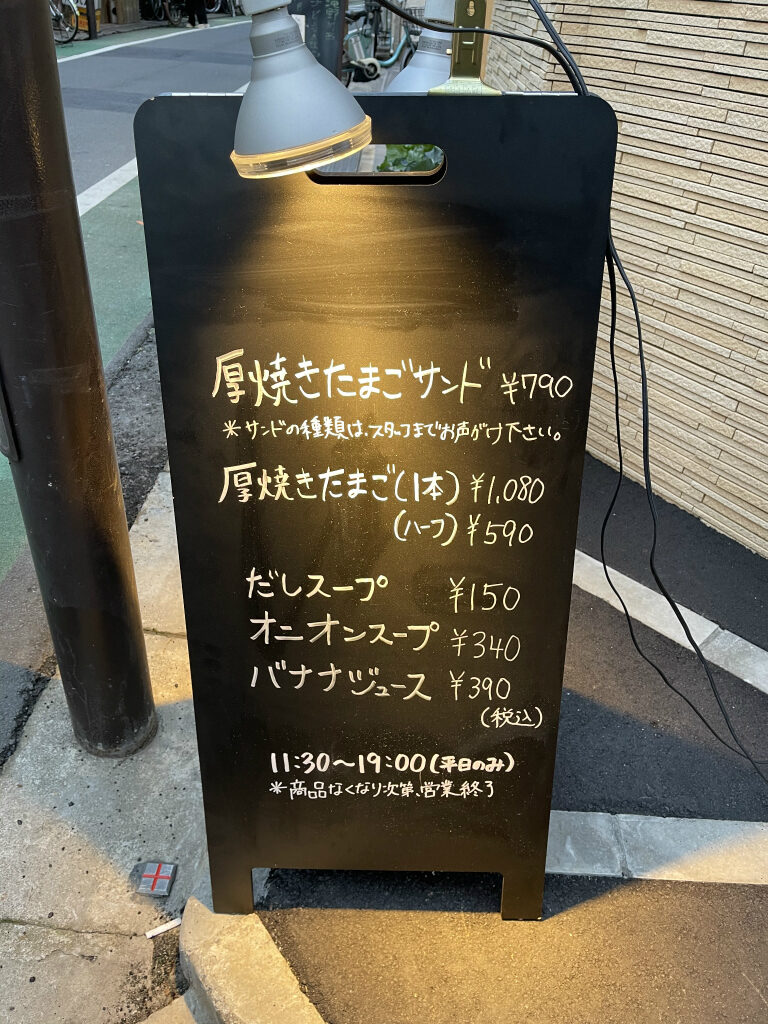 厚焼きたまごサンド ¥790
＊サンドの種類は、スタッフまでお声がけ下さい。
厚焼きたまご(1本) ¥1,080
(ハーフ) ¥590
だしスープ ¥150
オニオンスープ ¥340
バナナジュース ¥390
(税込)
11:30〜19:00(平日のみ)
＊商品なくなり次第、営業終了